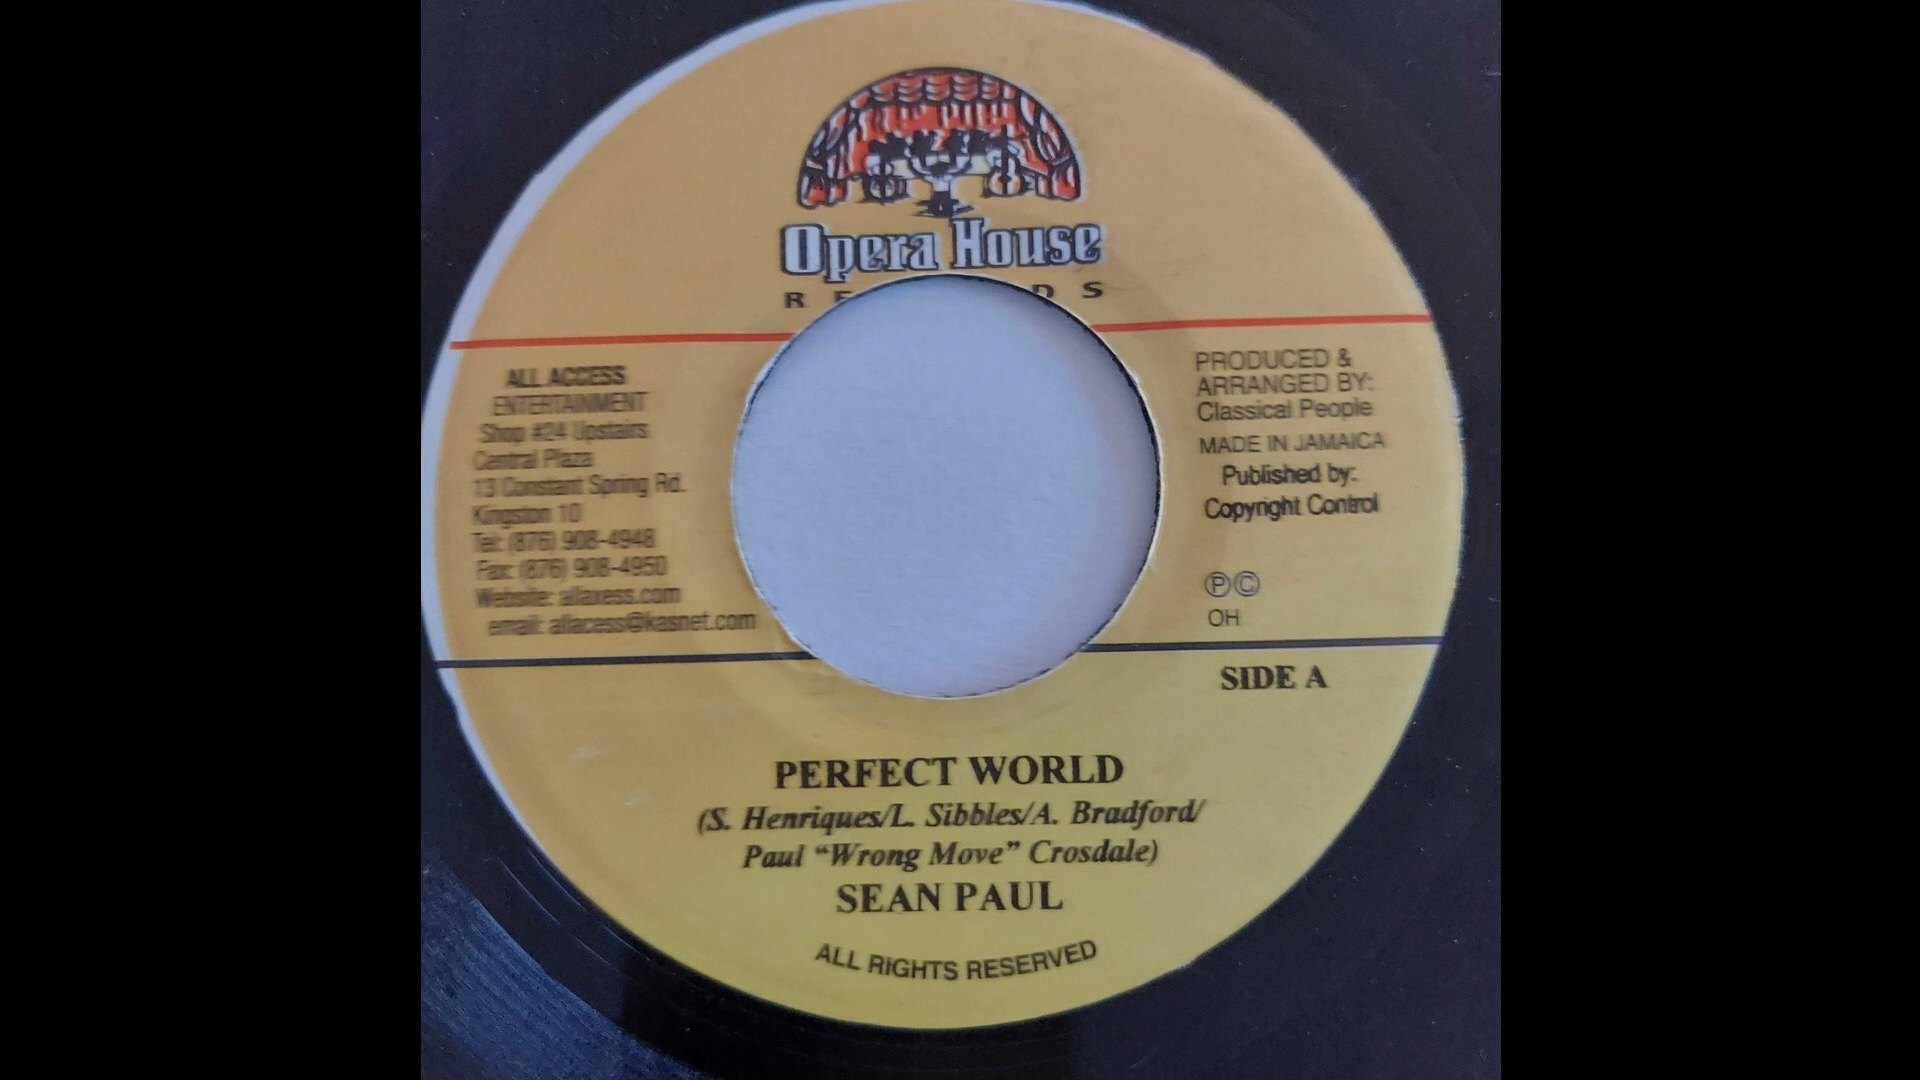 Opera House
ALL ACCESS
ENTERTAINMENT
Shop #24 Upstairs
Central Plaza
13 Constant Spring Rd.
Kingston 10
Tel: (876) 908-4948
Fax: (876) 908-4950
Website: allaxess.com
email: allacess@kasnet.com
PRODUCED &
ARRANGED BY:
Classical People
MADE IN JAMAICA
Published by:
Copyright Control
Ⓟ©
OH
SIDE A
PERFECT WORLD
(S. Henriques/L. Sibbles/A. Bradford/
Paul “Wrong Move” Crosdale)
SEAN PAUL
ALL RIGHTS RESERVED